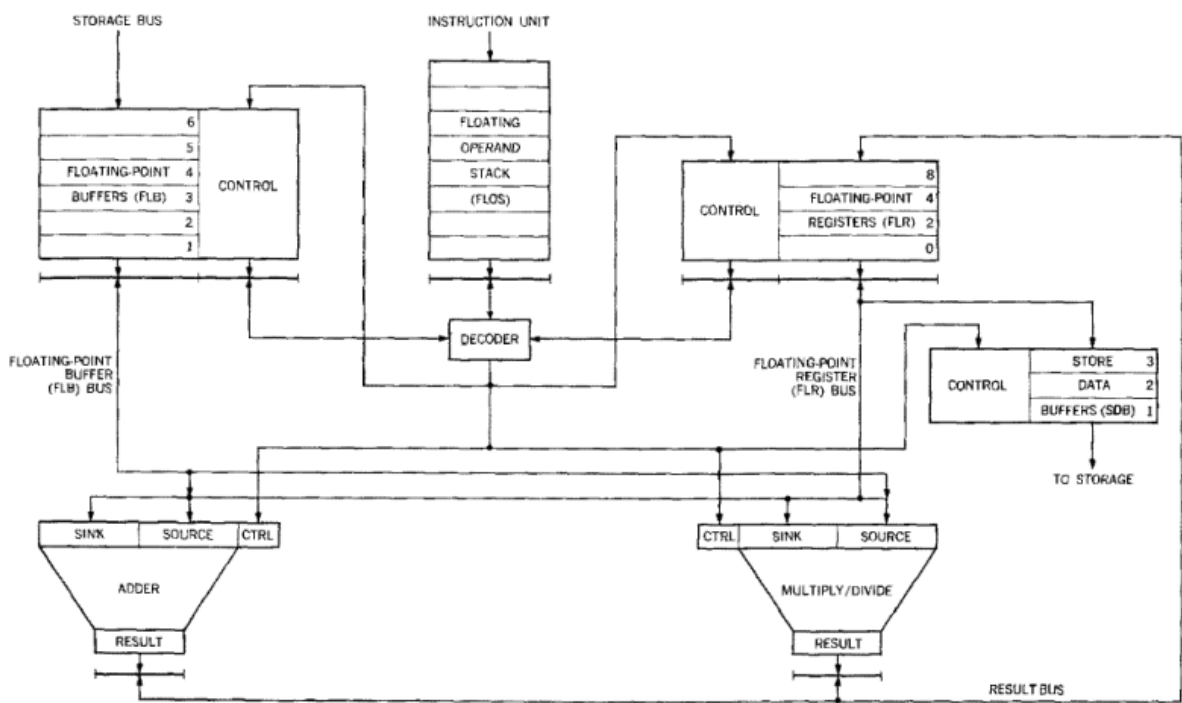 STORAGE BUS
INSTRUCTION UNIT
6
5
FLOATING-POINT 4
BUFFERS (FLB) 3
2
1
CONTROL
FLOATING
OPERAND
STACK
(FLOS)
CONTROL
8
FLOATING-POINT 4
REGISTERS (FLR) 2
0
DECODER
FLOATING-POINT
BUFFER
(FLB) BUS
FLOATING-POINT
REGISTER
(FLR) BUS
CONTROL
STORE 3
DATA 2
BUFFERS (SDB) 1
TO STORAGE
SINK SOURCE CTRL
ADDER
RESULT
CTRL SINK SOURCE
MULTIPLY/DIVIDE
RESULT
RESULT BUS